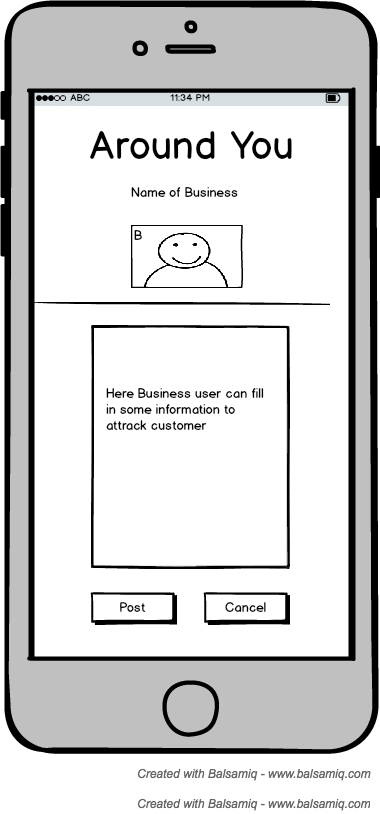 ABC 11:34 PM
Around You
Name of Business
B
Here Business user can fill
in some information to
attrack customer
Post Cancel
Created with Balsamiq - www.balsamiq.com
Created with Balsamiq - www.balsamiq.com